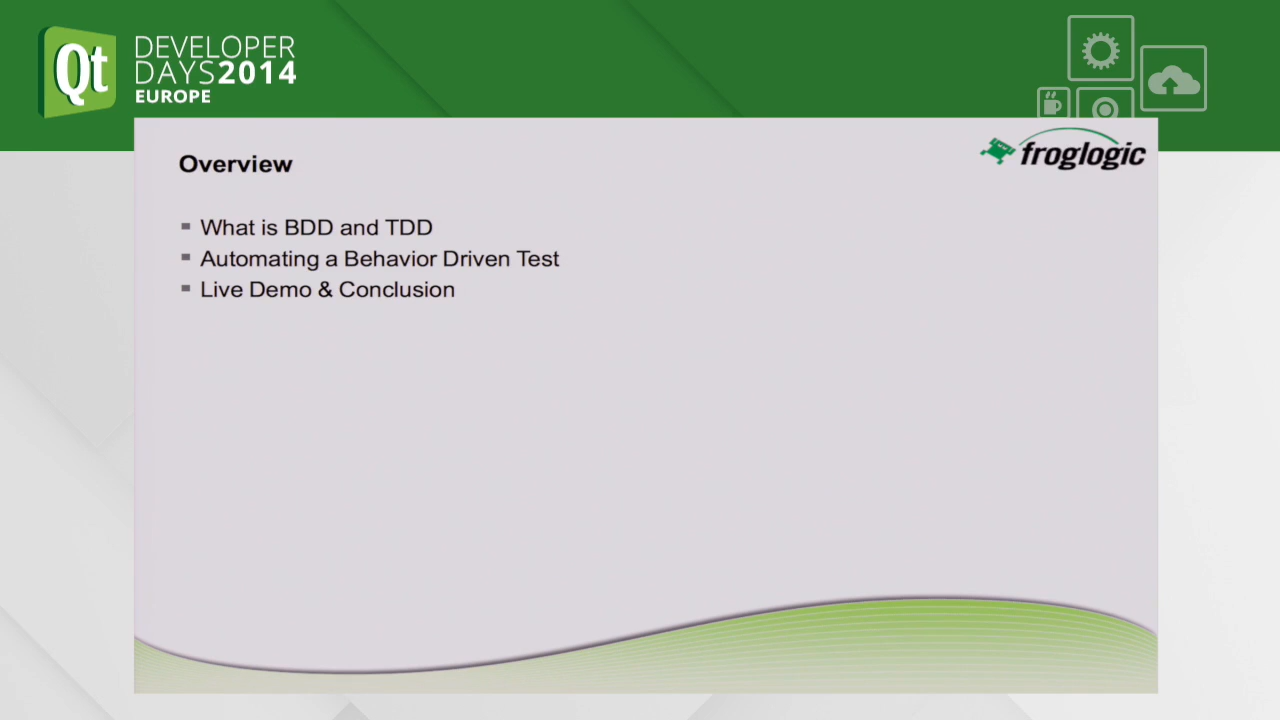 Qt
DEVELOPER
DAYS2014
EUROPE
froglogic
Overview
What is BDD and TDD
Automating a Behavior Driven Test
Live Demo & Conclusion